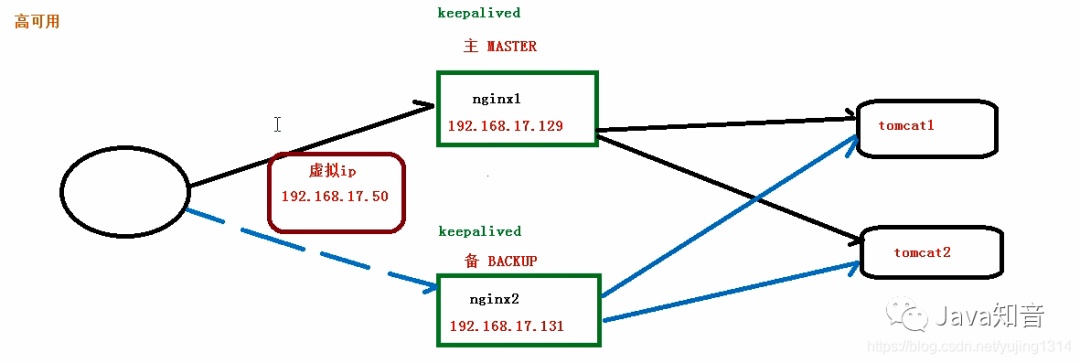 高可用
keepalived
主 MASTER
nginx1
192.168.17.129
tomcat1
虚拟ip
192.168.17.50
keepalived
备 BACKUP
tomcat2
nginx2
192.168.17.131
Java知音
https://blog.csdn.net/yujing1314